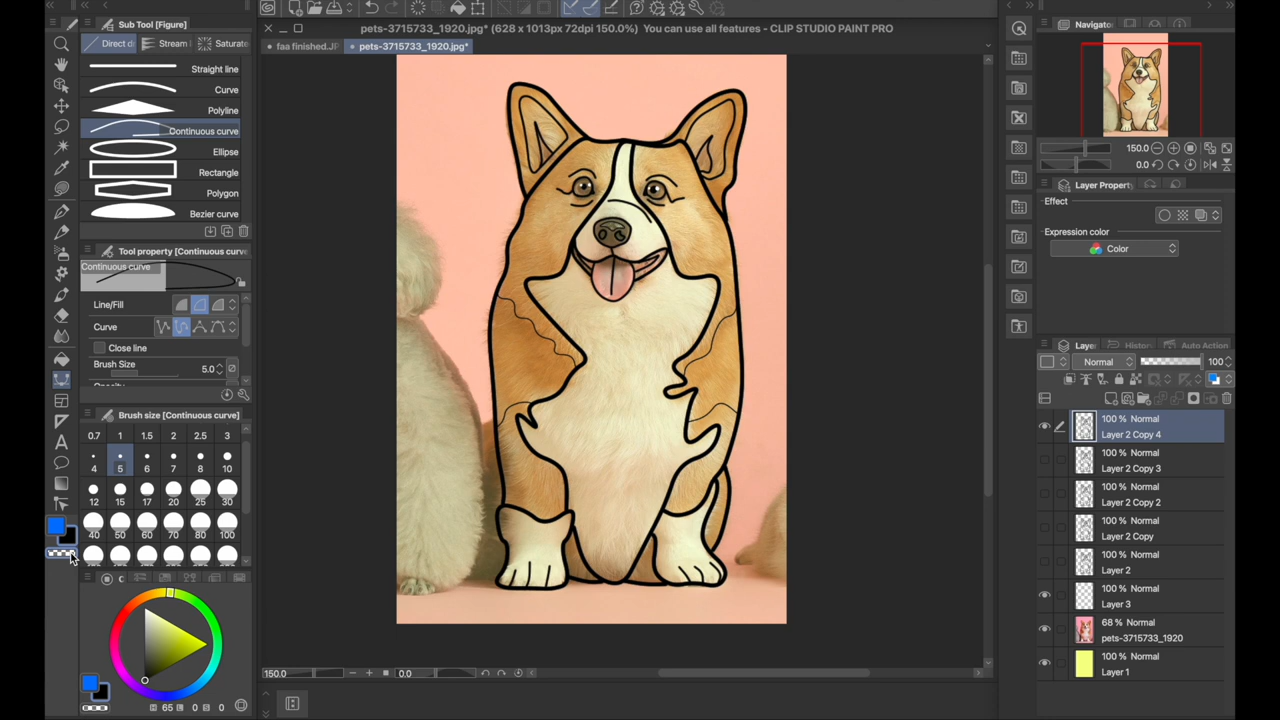 pets-3715733_1920.jpg* (628 x 1013px 72dpi 150.0%) You can use all features - CLIP STUDIO PAINT PRO
Sub Tool [Figure]
Direct d
Stream
Saturate
Straight line
Curve
Polyline
Continuous curve
Ellipse
Rectangle
Polygon
Bezier curve
Tool property [Continuous curv
Continuous curve
Line/Fill
Curve
Close line
Brush Size
5.0
Brush size [Continuous curve]
0.7 1 1.5 2 2.5 3
4 5 6 7 8 10
12 15 17 20 25 30
40 50 60 70 80 100
C
H 65 L 0 S 0
faa finished.JP
pets-3715733_1920.jpg*
150.0
0.0
Navigator
150.0
0.0
Layer Property
Effect
Expression color
Color
Layer
History
Auto Action
Normal
100
100 % Normal
Layer 2 Copy 4
100 % Normal
Layer 2 Copy 3
100 % Normal
Layer 2 Copy 2
100 % Normal
Layer 2 Copy
100 % Normal
Layer 2
100 % Normal
Layer 3
68 % Normal
pets-3715733_1920
100 % Normal
Layer 1